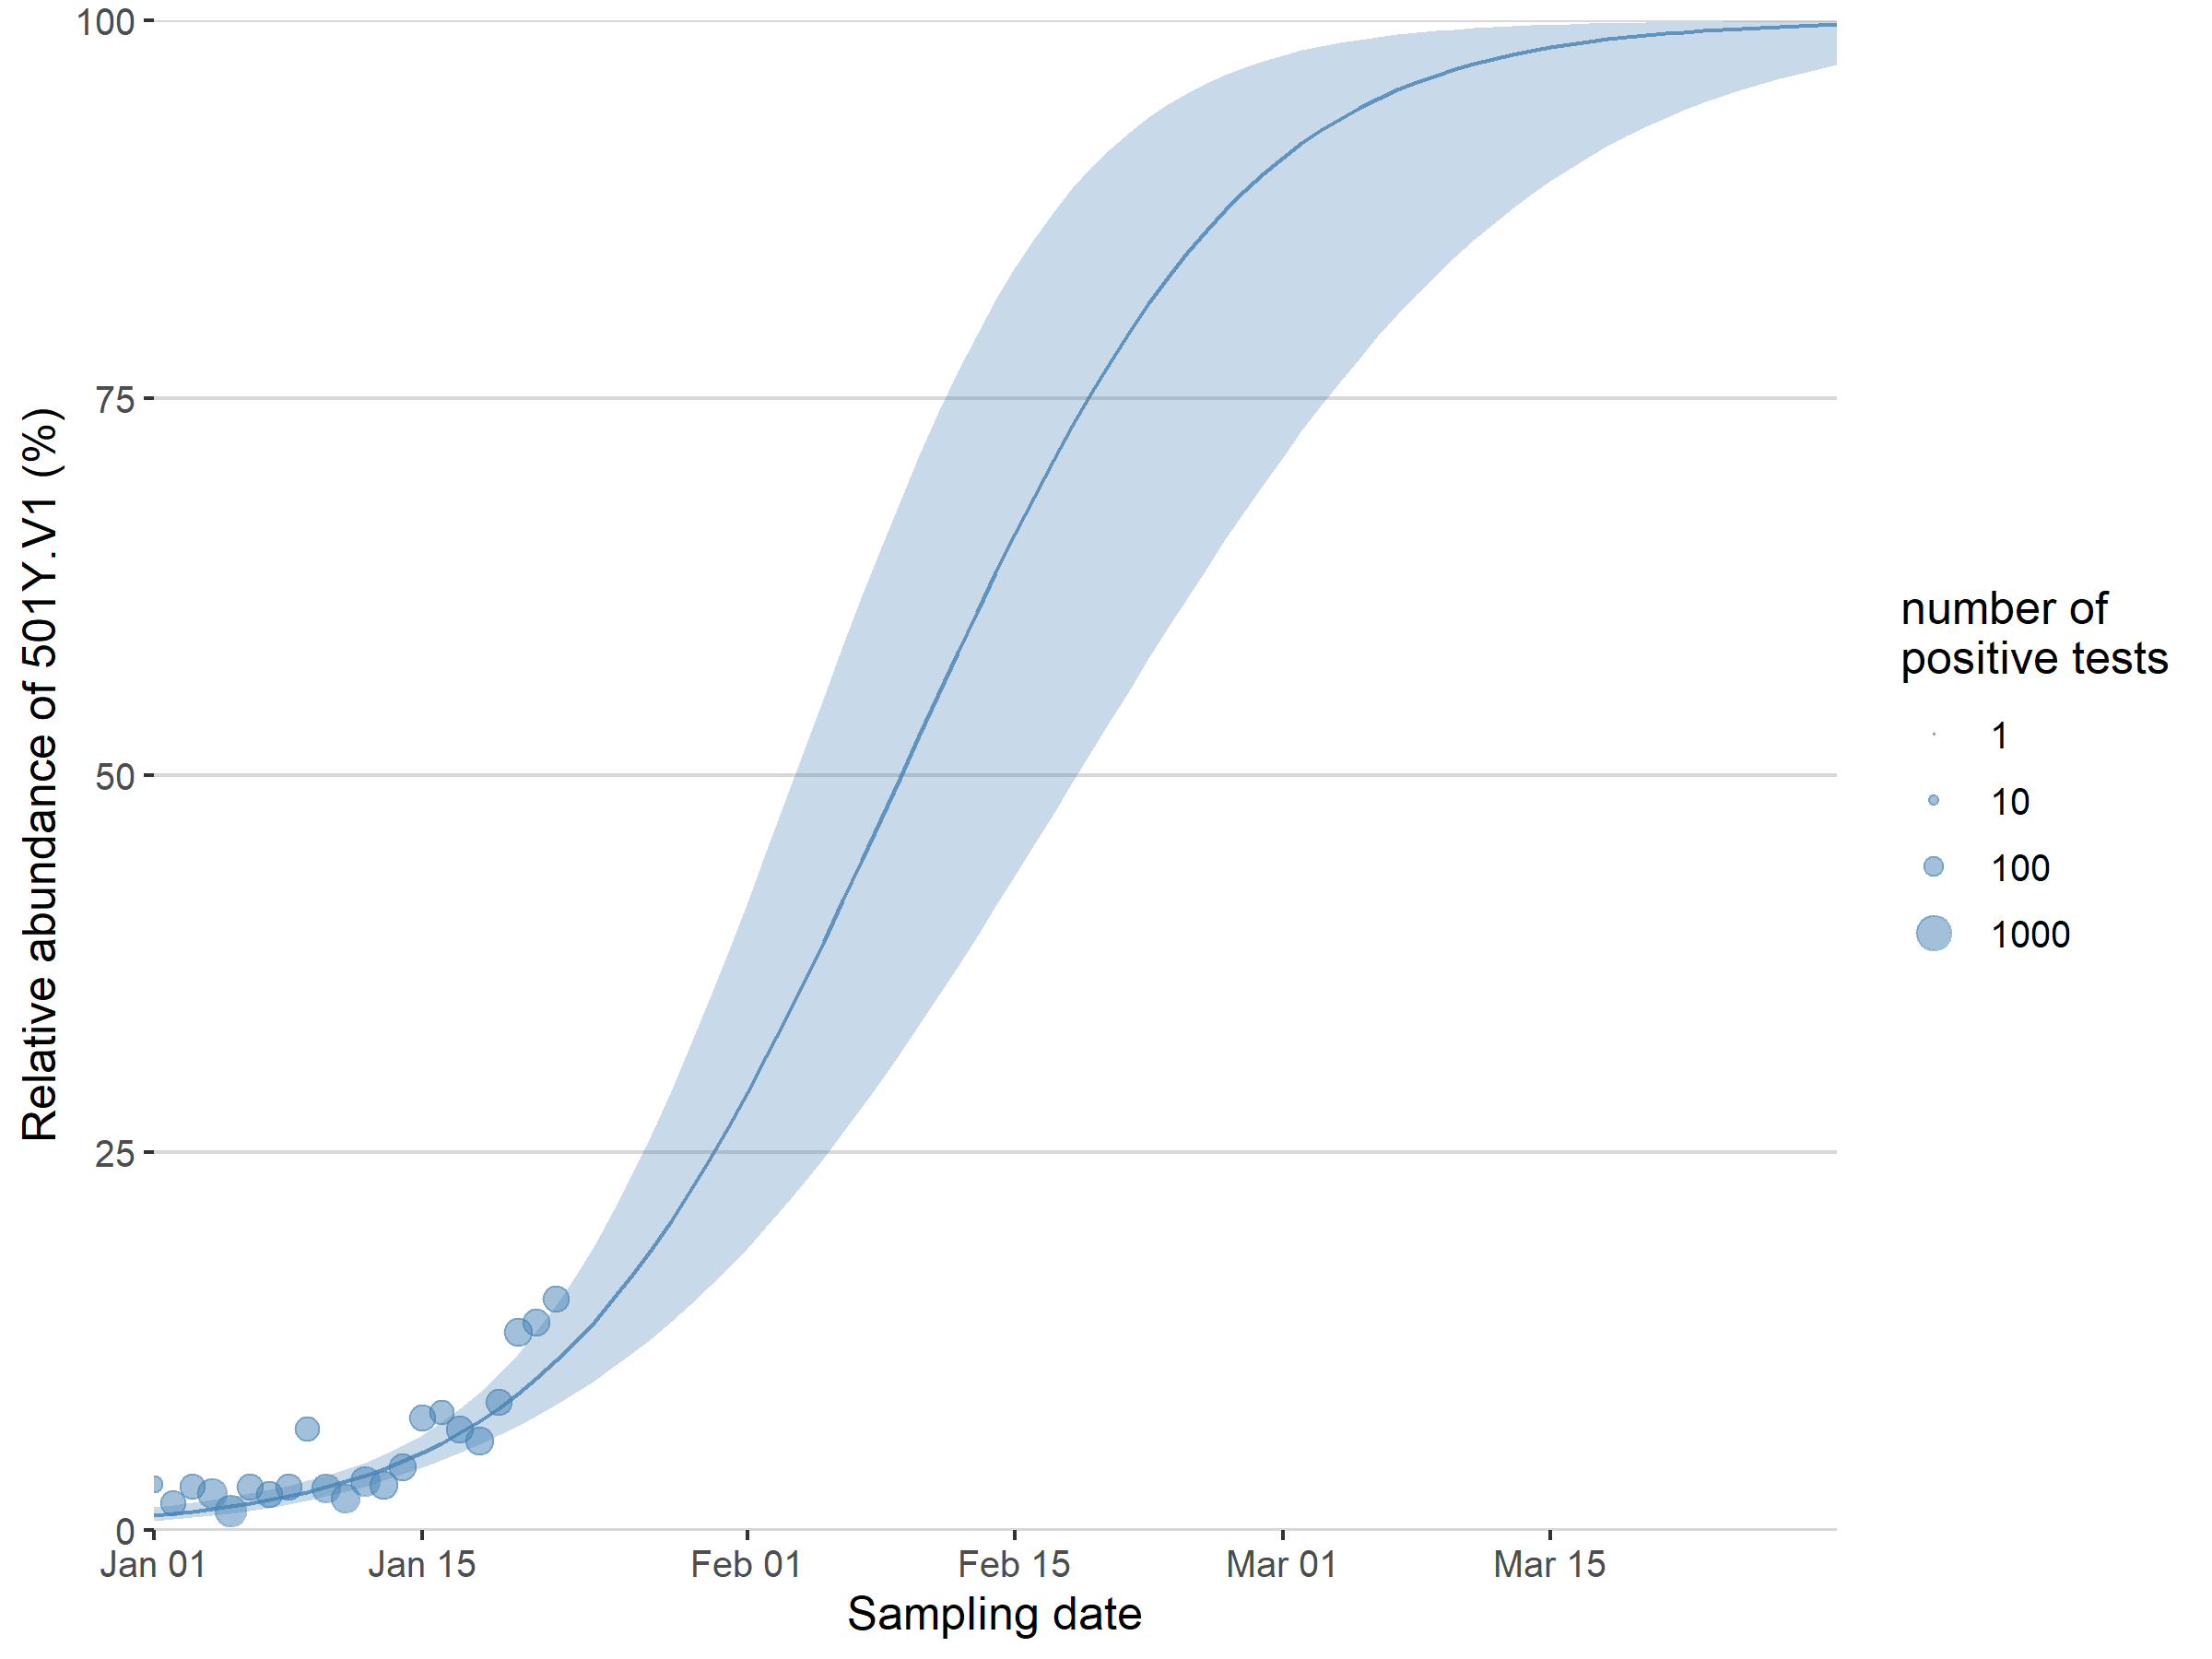 Relative abundance of 501Y.V1 (%)
100
75
50
25
0
Jan 01
Jan 15
Feb 01
Feb 15
Mar 01
Mar 15
Sampling date
number of
positive tests
1
10
100
1000